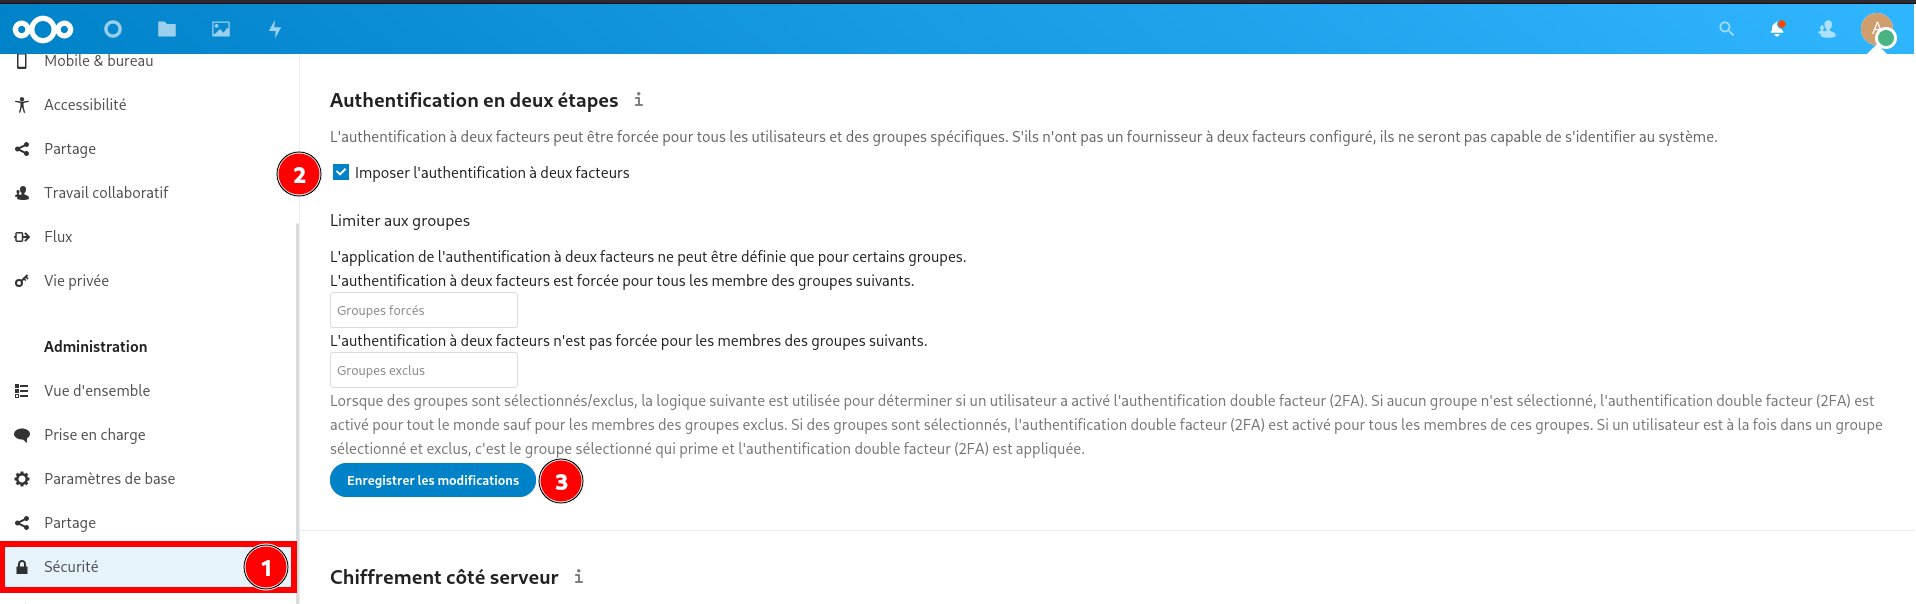 A
Mobile & bureau
Accessibilité
Partage
Travail collaboratif
Flux
Vie privée
Administration
Vue d'ensemble
Prise en charge
Paramètres de base
Partage
Sécurité
1
Authentification en deux étapes i
L'authentification à deux facteurs peut être forcée pour tous les utilisateurs et des groupes spécifiques. S'ils n'ont pas un fournisseur à deux facteurs configuré, ils ne seront pas capable de s'identifier au système.
2
Imposer l'authentification à deux facteurs
Limiter aux groupes
L'application de l'authentification à deux facteurs ne peut être définie que pour certains groupes.
L'authentification à deux facteurs est forcée pour tous les membre des groupes suivants.
Groupes forcés
L'authentification à deux facteurs n'est pas forcée pour les membres des groupes suivants.
Groupes exclus
Lorsque des groupes sont sélectionnés/exclus, la logique suivante est utilisée pour déterminer si un utilisateur a activé l'authentification double facteur (2FA). Si aucun groupe n'est sélectionné, l'authentification double facteur (2FA) est
activé pour tout le monde sauf pour les membres des groupes exclus. Si des groupes sont sélectionnés, l'authentification double facteur (2FA) est activé pour tous les membres de ces groupes. Si un utilisateur est à la fois dans un groupe
sélectionné et exclus, c'est le groupe sélectionné qui prime et l'authentification double facteur (2FA) est appliquée.
Enregistrer les modifications
3
Chiffrement côté serveur i